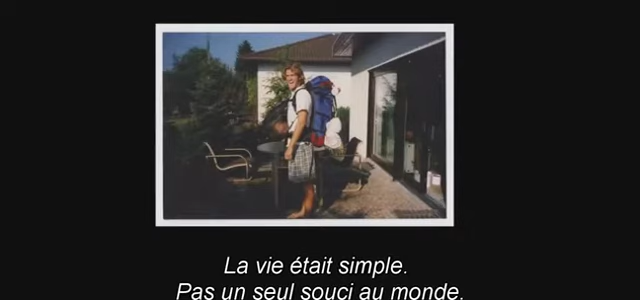 La vie était simple.
Pas un seul souci au monde.